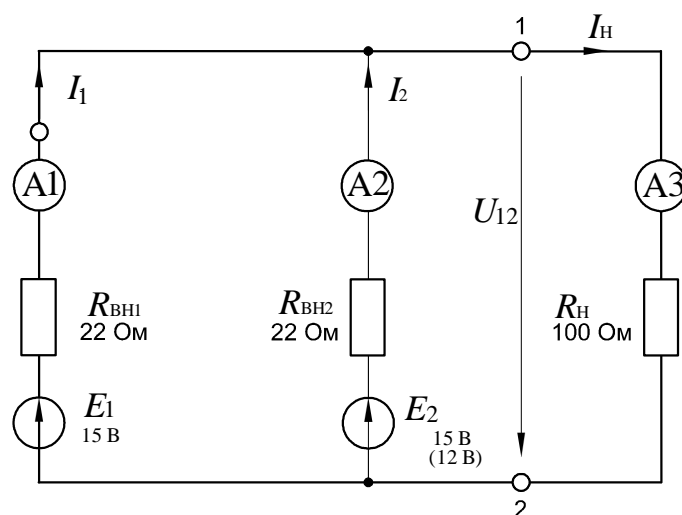 1
I₁
I₂
Iн
A1
A2
A3
U₁₂
Rвн1
22 Ом
Rвн2
22 Ом
Rн
100 Ом
E₁
15 В
E₂
15 В
(12 В)
2